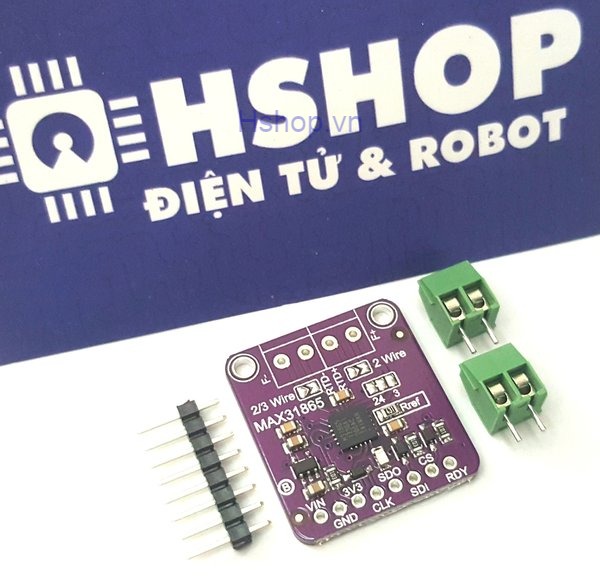 HSHOP
Hshop.vn
ĐIỆN TỬ & ROBOT
F- RTD- RTD+ F+
2/3 Wire
2 Wire
MAX31865
24 3
Rref
B
VIN GND 3V3 CLK SDO SDI CS RDY